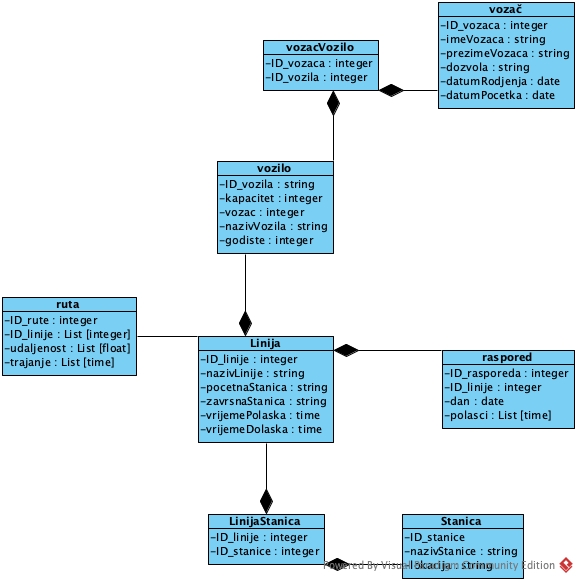 vozač
-ID_vozaca : integer
-imeVozaca : string
-prezimeVozaca : string
-dozvola : string
-datumRodjenja : date
-datumPocetka : date
vozacVozilo
-ID_vozaca : integer
-ID_vozila : integer
vozilo
-ID_vozila : string
-kapacitet : integer
-vozac : integer
-nazivVozila : string
-godiste : integer
ruta
-ID_rute : integer
-ID_linije : List [integer]
-udaljenost : List [float]
-trajanje : List [time]
Linija
-ID_linije : integer
-nazivLinije : string
-pocetnaStanica : string
-zavrsnaStanica : string
-vrijemePolaska : time
-vrijemeDolaska : time
raspored
-ID_rasporeda : integer
-ID_linije : integer
-dan : date
-polasci : List [time]
LinijaStanica
-ID_linije : integer
-ID_stanice : integer
Stanica
-ID_stanice
-nazivStanice : string
Powered By Visual Paradigm Community Edition